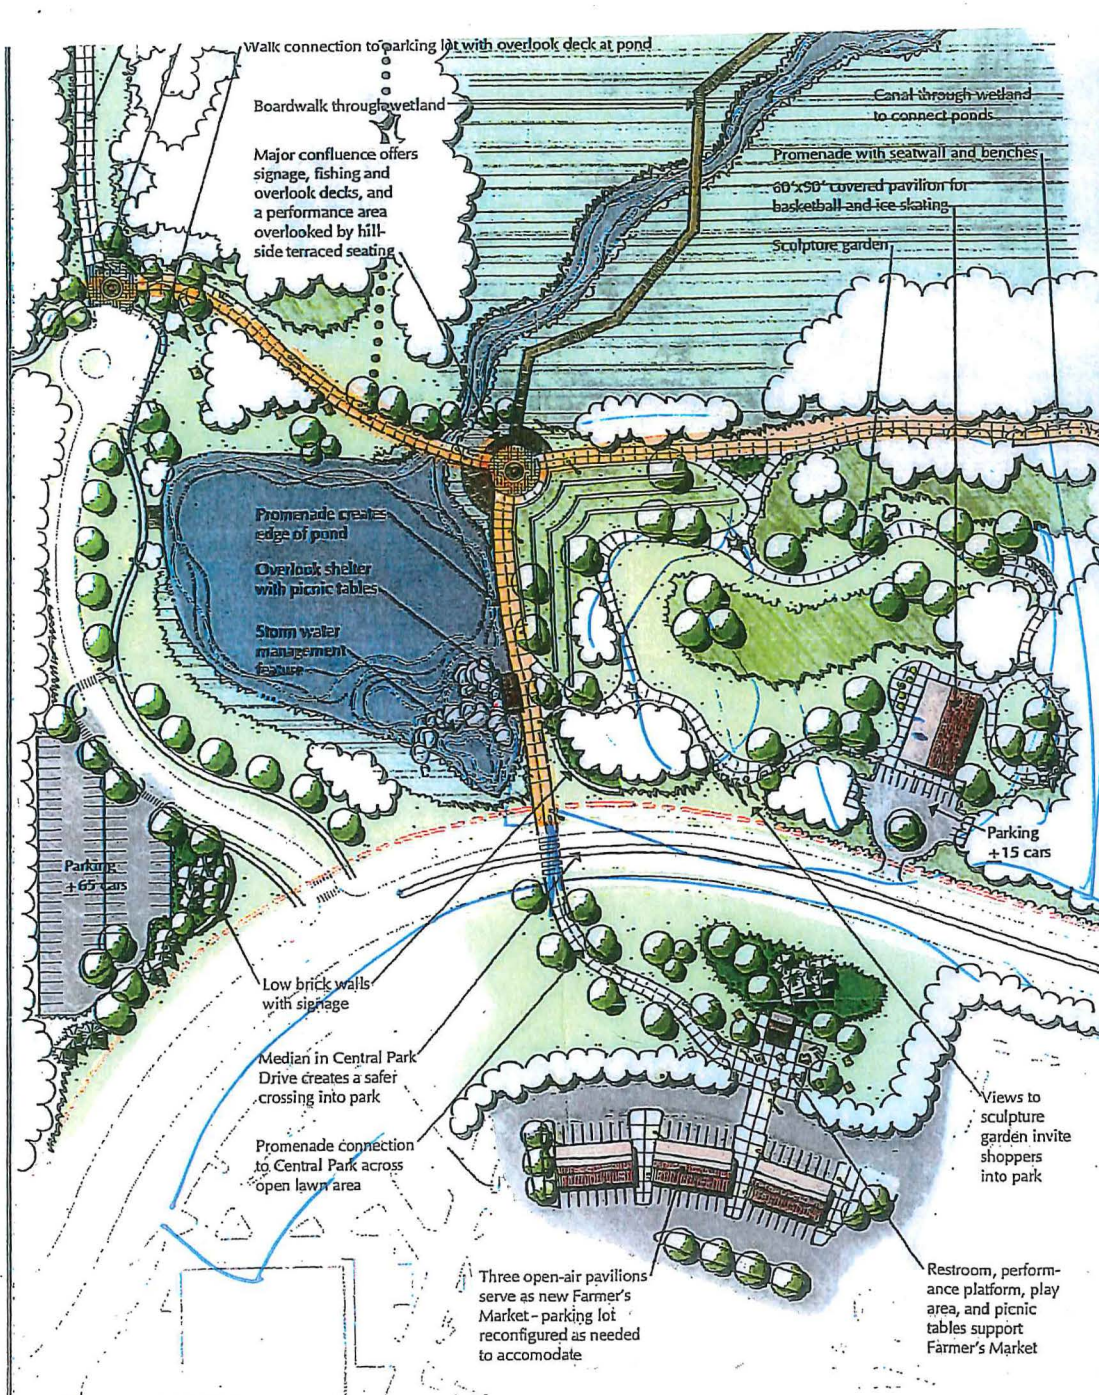 Walk connection to parking lot with overlook deck at pond
Boardwalk through wetland
Canal through wetland
to connect ponds
Major confluence offers
signage, fishing and
overlook decks, and
a performance area
overlooked by hill-
side terraced seating
Promenade with seatwall and benches
60'x90' covered pavilion for
basketball and ice skating
Sculpture garden
Promenade creates
edge of pond
Overlook shelter
with picnic tables
Storm water
management
feature
Parking
+65 cars
Parking
+15 cars
Low brick walls
with signage
Median in Central Park
Drive creates a safer
crossing into park
Promenade connection
to Central Park across
open lawn area
Views to
sculpture
garden invite
shoppers
into park
Three open-air pavilions
serve as new Farmer's
Market – parking lot
reconfigured as needed
to accomodate
Restroom, perform-
ance platform, play
area, and picnic
tables support
Farmer's Market